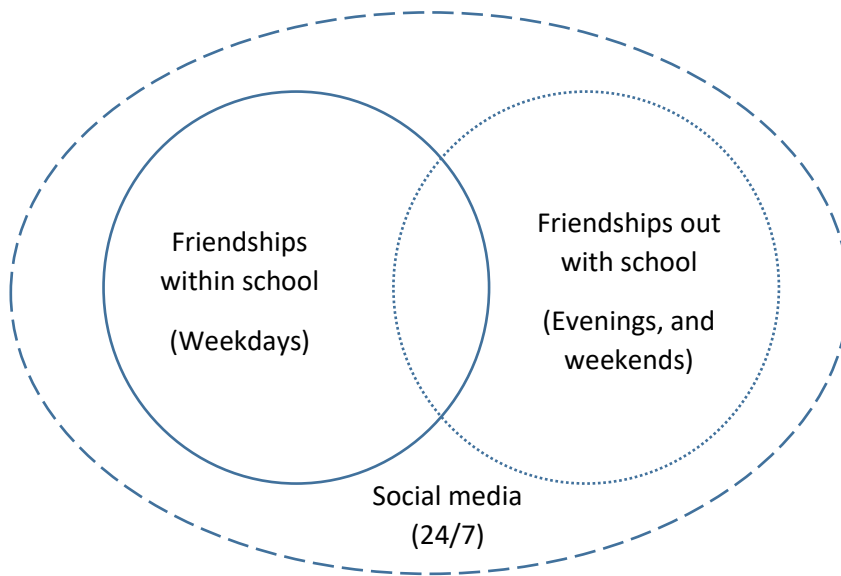 Friendships
within school
(Weekdays)
Friendships out
with school
(Evenings, and
weekends)
Social media
(24/7)